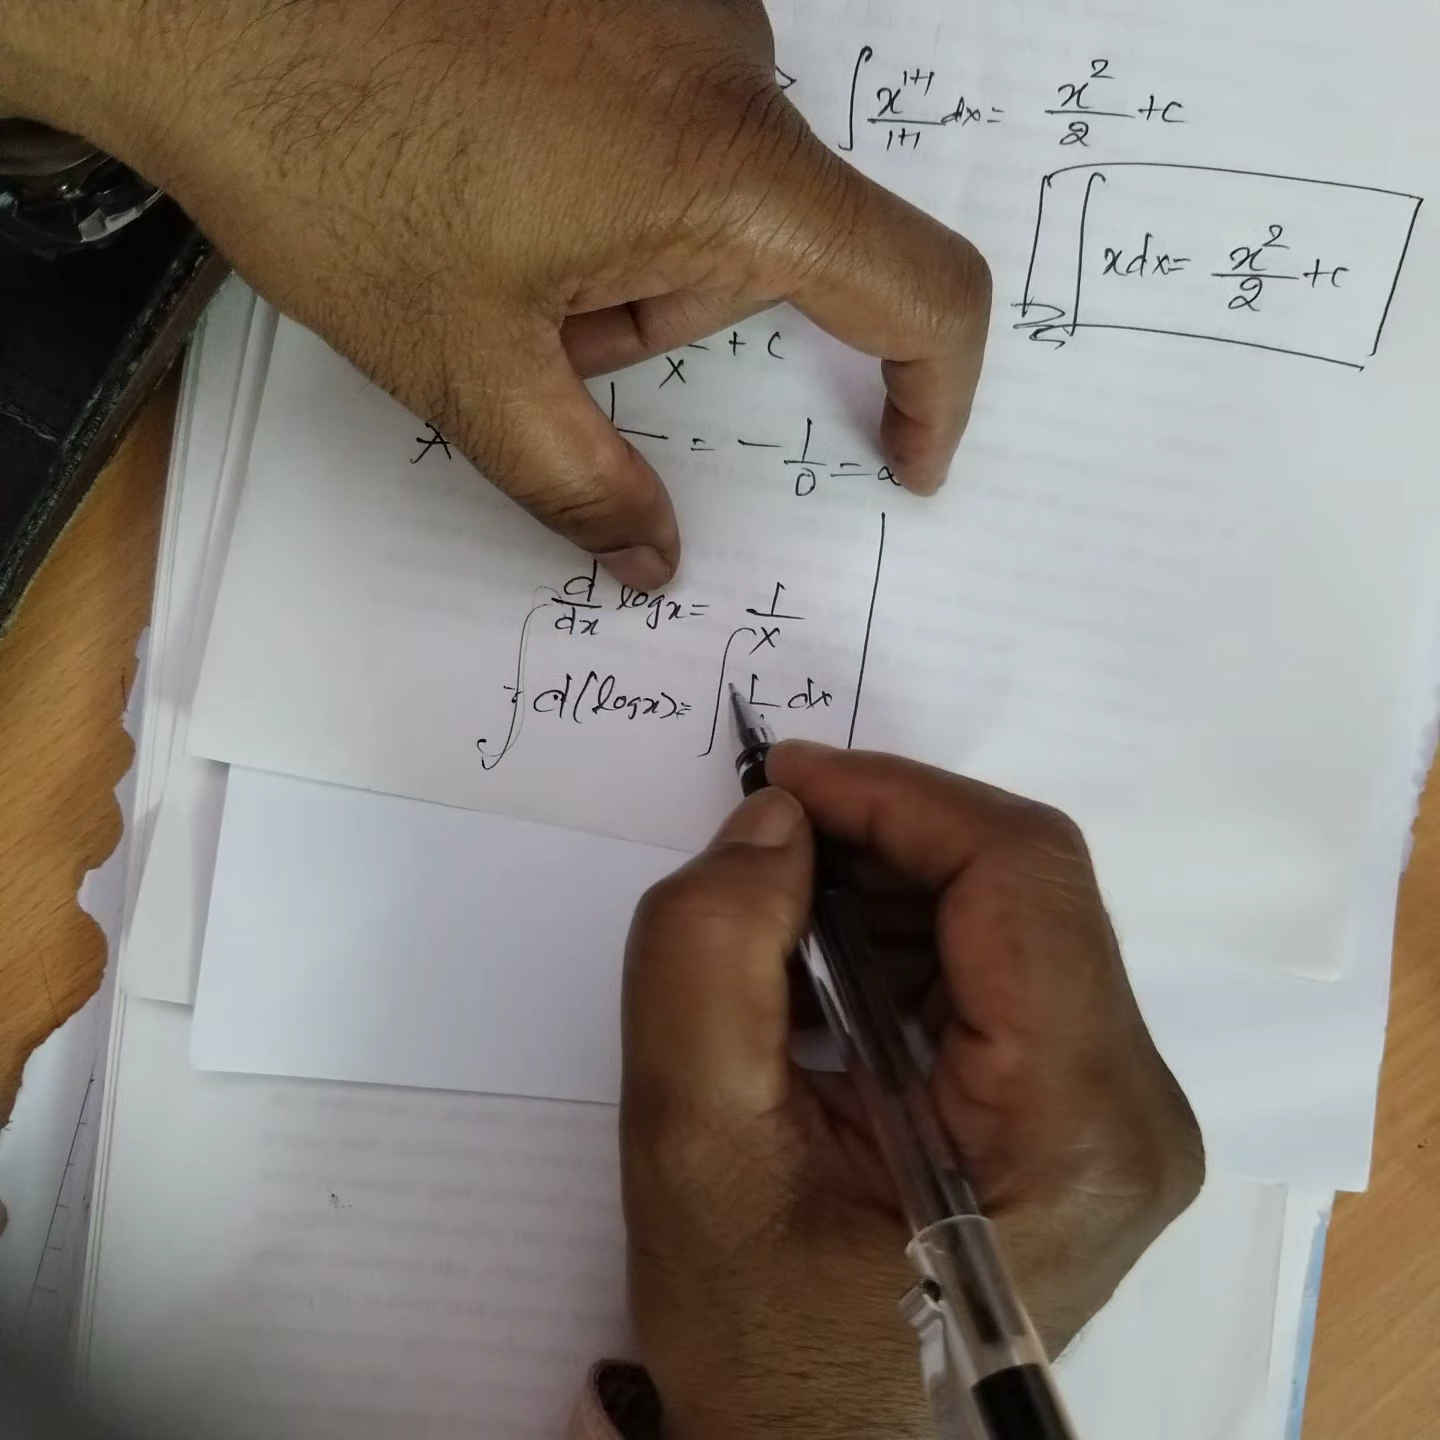 ∫ x^(1+1)/(1+1) dx = x²/2 + c
∫ x dx = x²/2 + c
/x + c
= -1/0 =
d/dx log x = 1/x
∫ d(log x) = ∫ 1/ dx